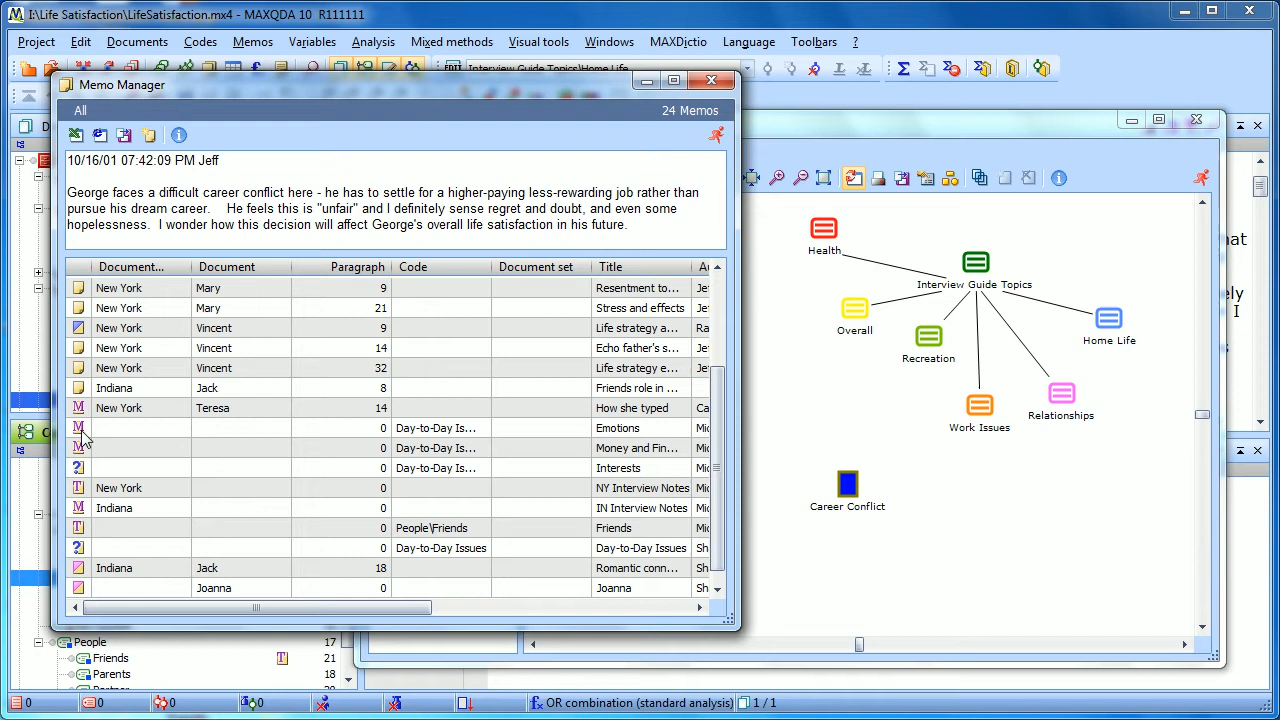 I:\Life Satisfaction\LifeSatisfaction.mx4 - MAXQDA 10 R111111
Project Edit Documents Codes Memos Variables Analysis Mixed methods Visual tools Windows MAXDictio Language Toolbars ?
Interview Guide Topics\Home Life
Memo Manager
All 24 Memos
10/16/01 07:42:09 PM Jeff
George faces a difficult career conflict here - he has to settle for a higher-paying less-rewarding job rather than
pursue his dream career. He feels this is "unfair" and I definitely sense regret and doubt, and even some
hopelessness. I wonder how this decision will affect George's overall life satisfaction in his future.
Document... Document Paragraph Code Document set Title
New York Mary 9 Resentment to...
New York Mary 21 Stress and effects
New York Vincent 9 Life strategy a...
New York Vincent 14 Echo father's s...
New York Vincent 32 Life strategy e...
Indiana Jack 8 Friends role in ...
New York Teresa 14 How she typed
0 Day-to-Day Is... Emotions
0 Day-to-Day Is... Money and Fin...
0 Day-to-Day Is... Interests
New York 0 NY Interview Notes
Indiana 0 IN Interview Notes
0 People\Friends Friends
0 Day-to-Day Issues Day-to-Day Issues
Indiana Jack 18 Romantic conn...
Joanna 0 Joanna
Health
Interview Guide Topics
Overall
Recreation
Home Life
Relationships
Work Issues
Career Conflict
People 17
Friends 21
Parents 18
0 0 0 0 OR combination (standard analysis) 1 / 1